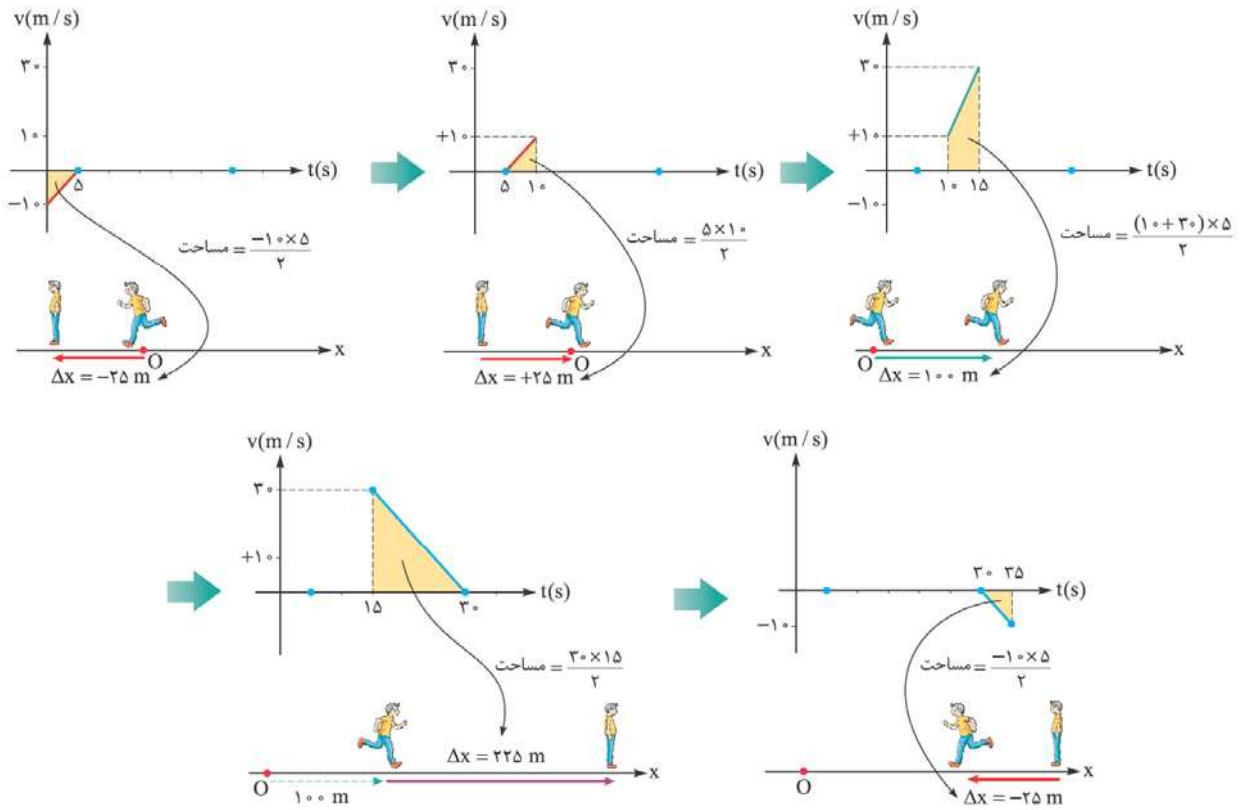 v(m/s)
۳۰
۱۰
−۱۰
۵
t(s)
مساحت = −۱۰×۵ / ۲
O
x
Δx = −۲۵ m
v(m/s)
۳۰
+۱۰
۵
۱۰
t(s)
مساحت = ۵×۱۰ / ۲
O
x
Δx = +۲۵ m
v(m/s)
۳۰
+۱۰
−۱۰
۱۰
۱۵
t(s)
مساحت = (۱۰+۳۰)×۵ / ۲
O
x
Δx = ۱۰۰ m
v(m/s)
۳۰
+۱۰
۱۵
۳۰
t(s)
مساحت = ۳۰×۱۵ / ۲
Δx = ۲۲۵ m
O
x
۱۰۰ m
v(m/s)
۳۰
۳۵
t(s)
−۱۰
مساحت = −۱۰×۵ / ۲
O
x
Δx = −۲۵ m